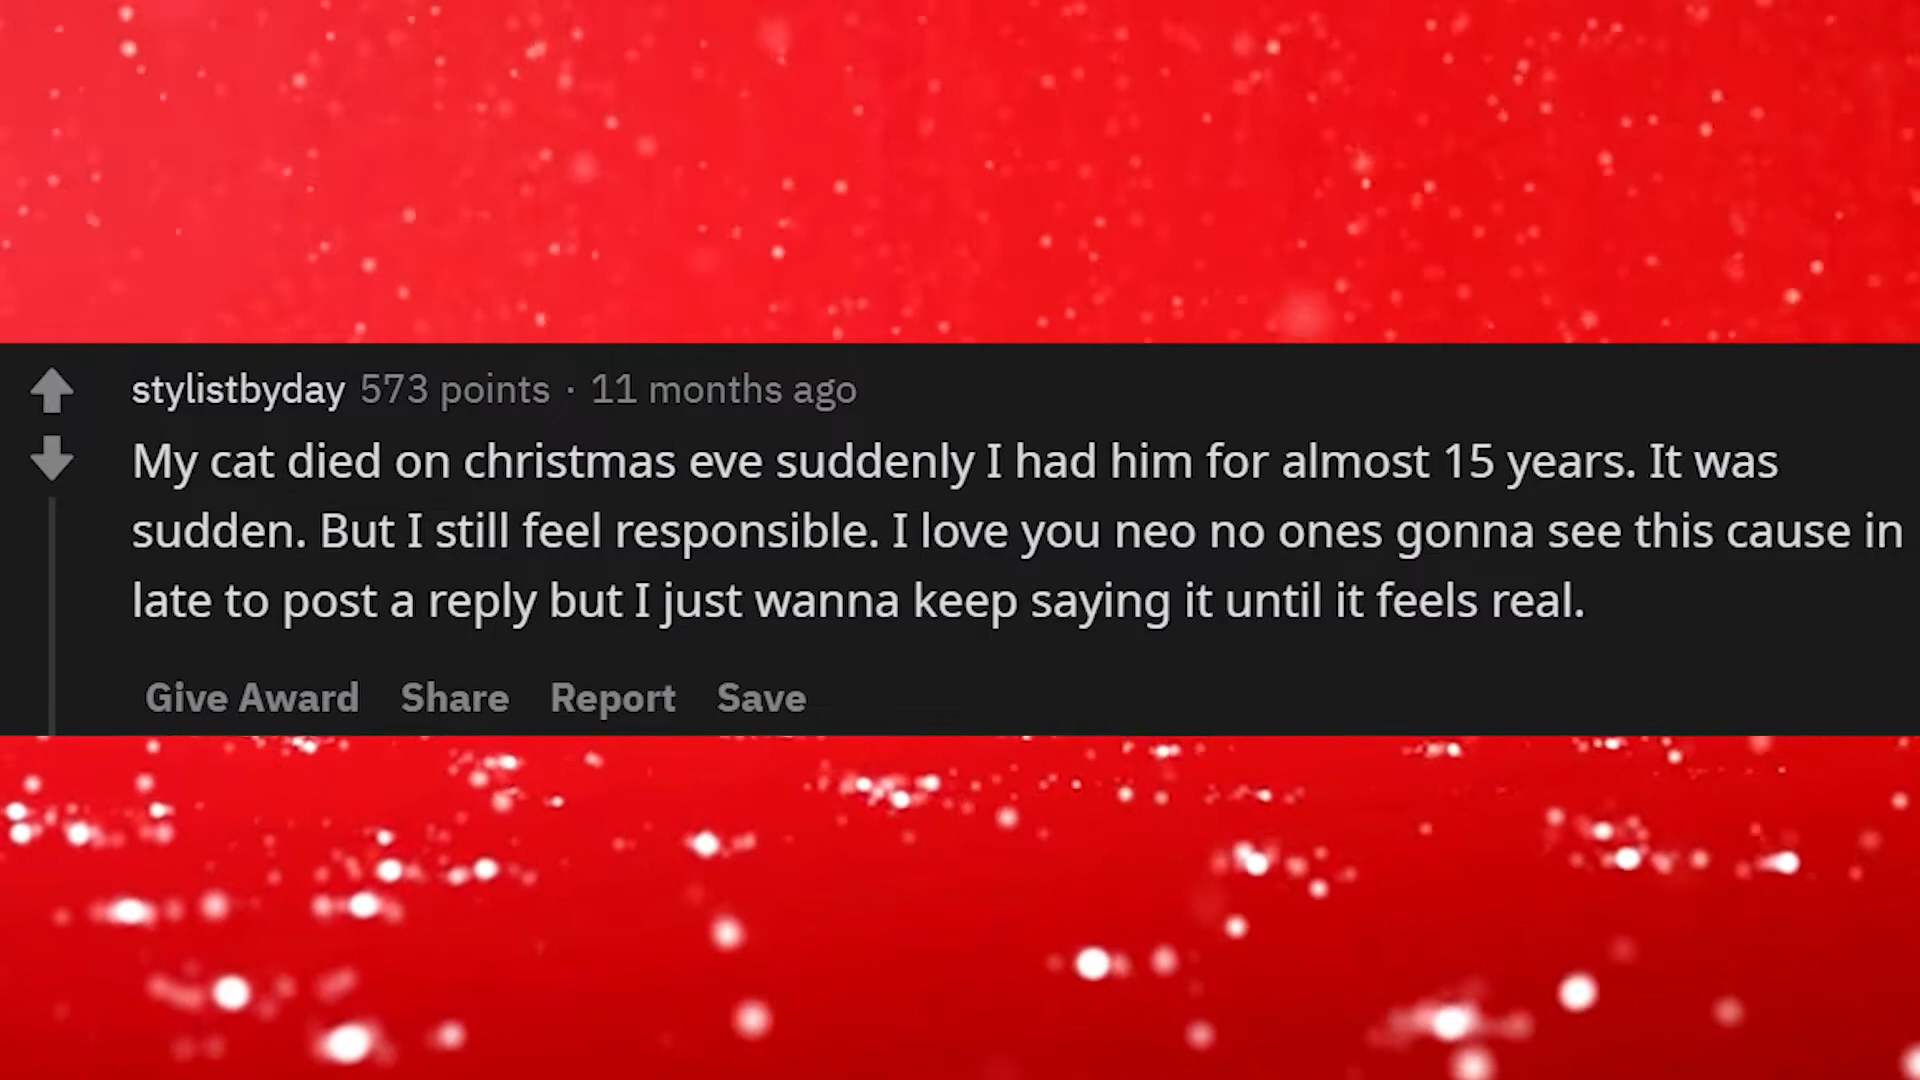 stylistbyday 573 points · 11 months ago
My cat died on christmas eve suddenly I had him for almost 15 years. It was
sudden. But I still feel responsible. I love you neo no ones gonna see this cause in
late to post a reply but I just wanna keep saying it until it feels real.
Give Award Share Report Save